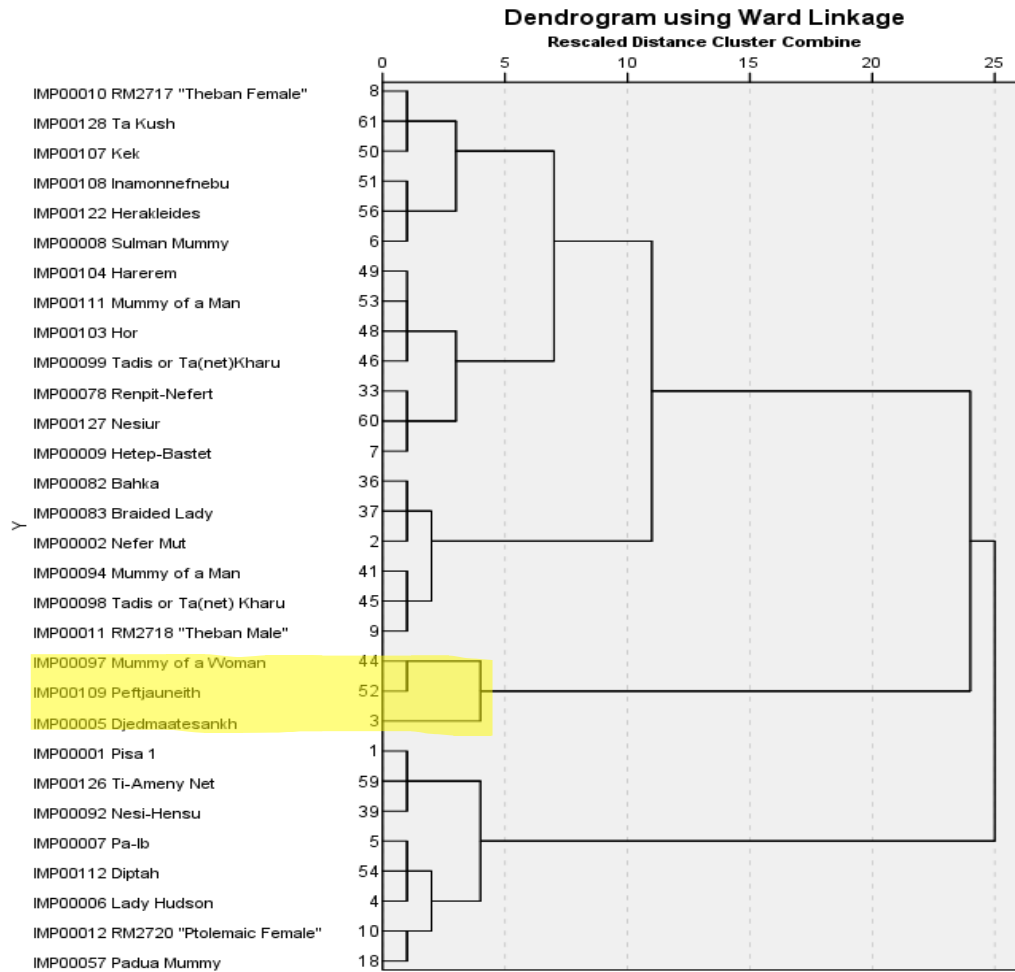 Dendrogram using Ward Linkage
Rescaled Distance Cluster Combine
0 5 10 15 20 25
IMP00010 RM2717 "Theban Female" 8
IMP00128 Ta Kush 61
IMP00107 Kek 50
IMP00108 Inamonnefnebu 51
IMP00122 Herakleides 56
IMP00008 Sulman Mummy 6
IMP00104 Harerem 49
IMP00111 Mummy of a Man 53
IMP00103 Hor 48
IMP00099 Tadis or Ta(net)Kharu 46
IMP00078 Renpit-Nefert 33
IMP00127 Nesiur 60
IMP00009 Hetep-Bastet 7
IMP00082 Bahka 36
IMP00083 Braided Lady 37
Y
IMP00002 Nefer Mut 2
IMP00094 Mummy of a Man 41
IMP00098 Tadis or Ta(net) Kharu 45
IMP00011 RM2718 "Theban Male" 9
IMP00097 Mummy of a Woman 44
IMP00109 Peftjauneith 52
IMP00005 Djedmaatesankh 3
IMP00001 Pisa 1 1
IMP00126 Ti-Ameny Net 59
IMP00092 Nesi-Hensu 39
IMP00007 Pa-Ib 5
IMP00112 Diptah 54
IMP00006 Lady Hudson 4
IMP00012 RM2720 "Ptolemaic Female" 10
IMP00057 Padua Mummy 18